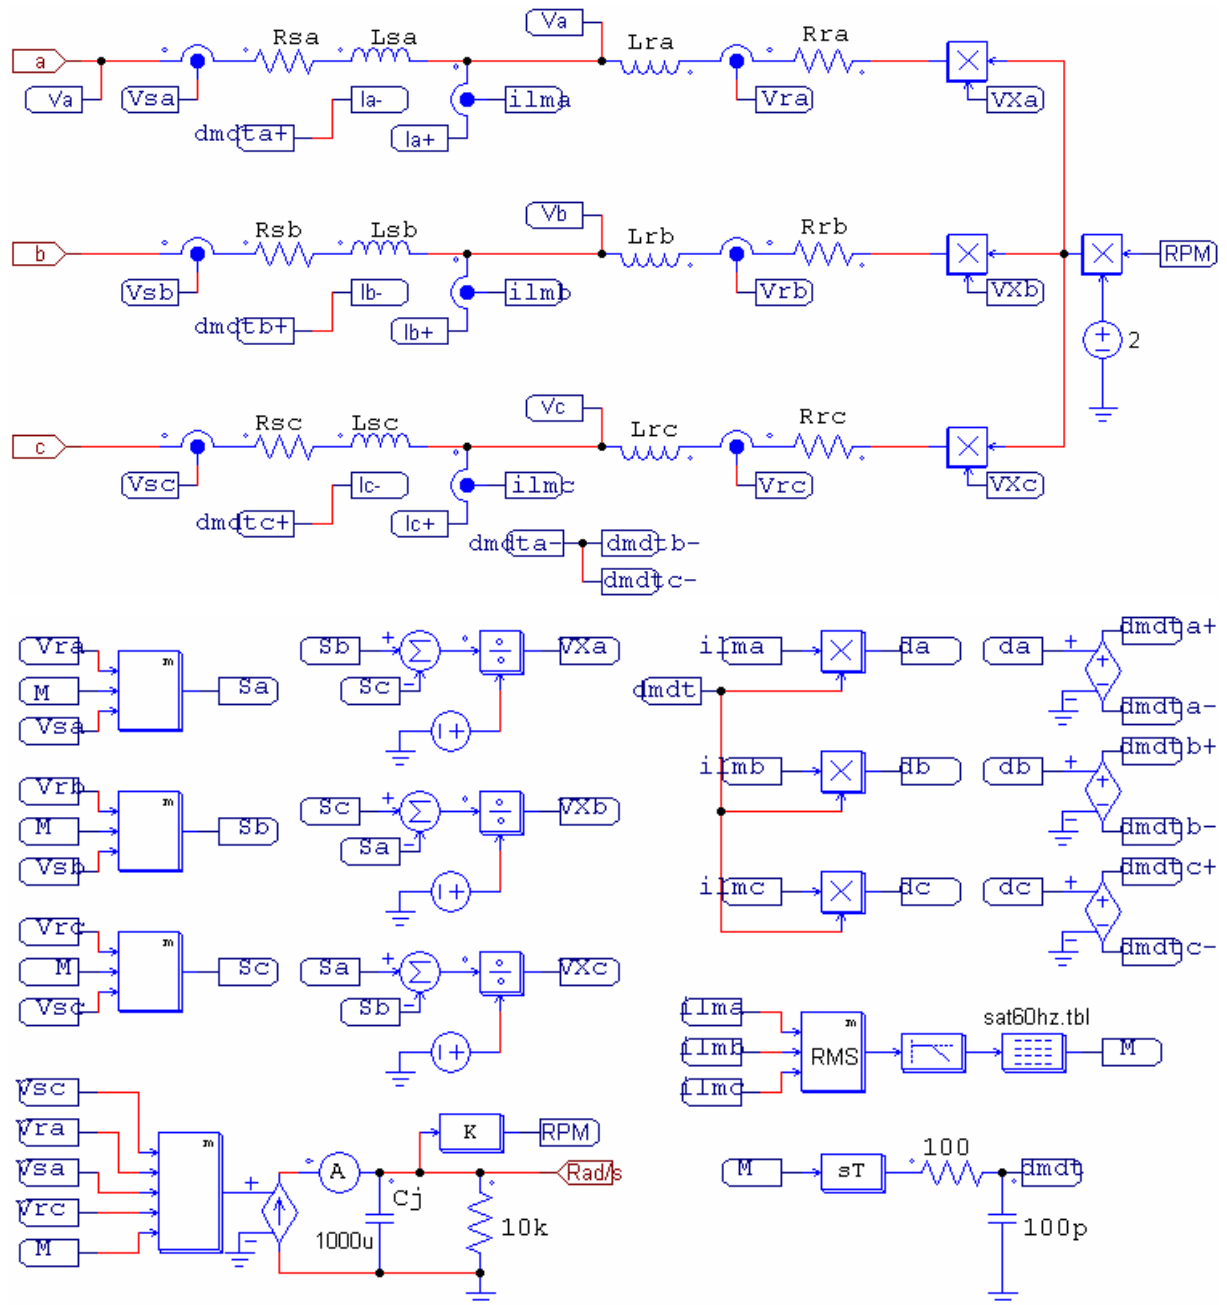 Va
Rsa Lsa Lra Rra
a
Va Vsa Ia- ilma Vra VXa
dmdta+ Ia+
Vb
Rsb Lsb Lrb Rrb
b RPM
Vsb Ib- ilmb Vrb VXb
dmdtb+ Ib+
+
− 2
Vc
Rsc Lsc Lrc Rrc
c
Vsc Ic- ilmc Vrc VXc
dmdtc+ Ic+
dmdta- dmdtb-
dmdtc-
Vra
M
Vsa
m
Sa
Sb + Σ ÷ VXa
Sc -
Vrb
M
Vsb
m
Sb
Sc + Σ ÷ VXb
Sa -
Vrc
M
Vsc
m
Sc
Sa + Σ ÷ VXc
Sb -
ilma da
dmdt
ilmb db
ilmc dc
da + dmdta+
− dmdta-
db + dmdtb+
− dmdtb-
dc + dmdtc+
− dmdtc-
ilma
ilmb
ilmc
m
RMS
sat60hz.tbl
M
Vsc
Vra
Vsa
Vrc
M
m
+
−
A
K RPM
Rad/s
Cj
1000u
10k
M sT 100 dmdt
100p